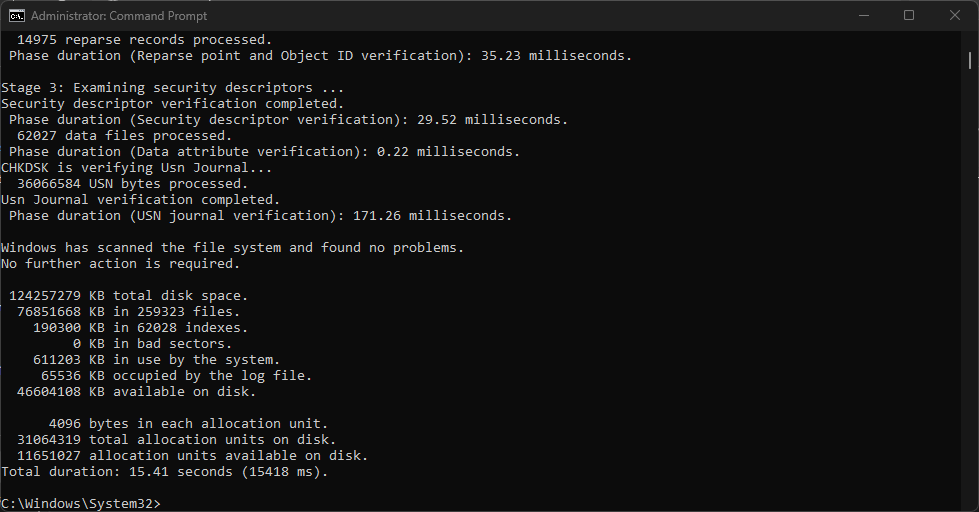 Administrator: Command Prompt
14975 reparse records processed.
Phase duration (Reparse point and Object ID verification): 35.23 milliseconds.
Stage 3: Examining security descriptors ...
Security descriptor verification completed.
Phase duration (Security descriptor verification): 29.52 milliseconds.
62027 data files processed.
Phase duration (Data attribute verification): 0.22 milliseconds.
CHKDSK is verifying Usn Journal...
36066584 USN bytes processed.
Usn Journal verification completed.
Phase duration (USN journal verification): 171.26 milliseconds.
Windows has scanned the file system and found no problems.
No further action is required.
124257279 KB total disk space.
76851668 KB in 259323 files.
190300 KB in 62028 indexes.
0 KB in bad sectors.
611203 KB in use by the system.
65536 KB occupied by the log file.
46604108 KB available on disk.
4096 bytes in each allocation unit.
31064319 total allocation units on disk.
11651027 allocation units available on disk.
Total duration: 15.41 seconds (15418 ms).
C:\Windows\System32>